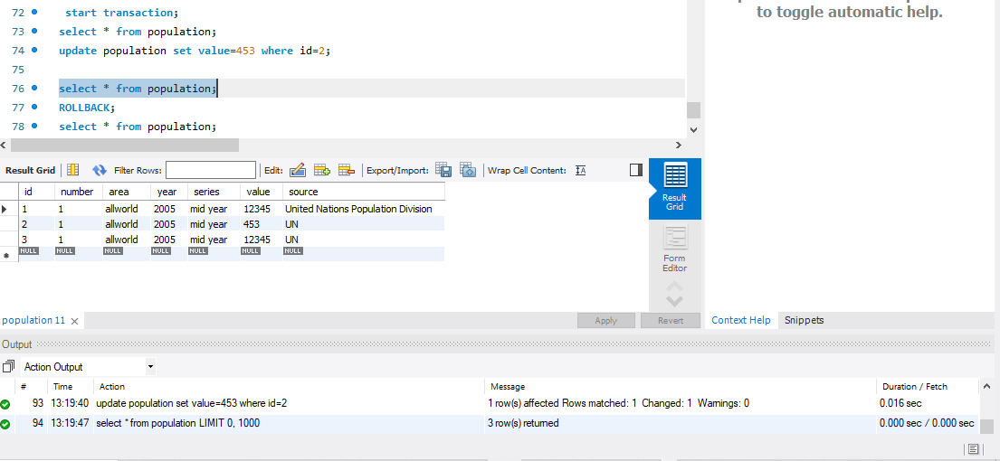 to toggle automatic help.
72 start transaction;
73 select * from population;
74 update population set value=453 where id=2;
75
76 select * from population;
77 ROLLBACK;
78 select * from population;
Result Grid Filter Rows: Edit: Export/Import: Wrap Cell Content: IA
id number area year series value source
1 1 allworld 2005 mid year 12345 United Nations Population Division
2 1 allworld 2005 mid year 453 UN
3 1 allworld 2005 mid year 12345 UN
NULL NULL NULL NULL NULL NULL NULL
Result
Grid
Form
Editor
population 11 Apply Revert
Context Help Snippets
Output
Action Output
# Time Action Message Duration / Fetch
93 13:19:40 update population set value=453 where id=2 1 row(s) affected Rows matched: 1 Changed: 1 Warnings: 0 0.016 sec
94 13:19:47 select * from population LIMIT 0, 1000 3 row(s) returned 0.000 sec / 0.000 sec